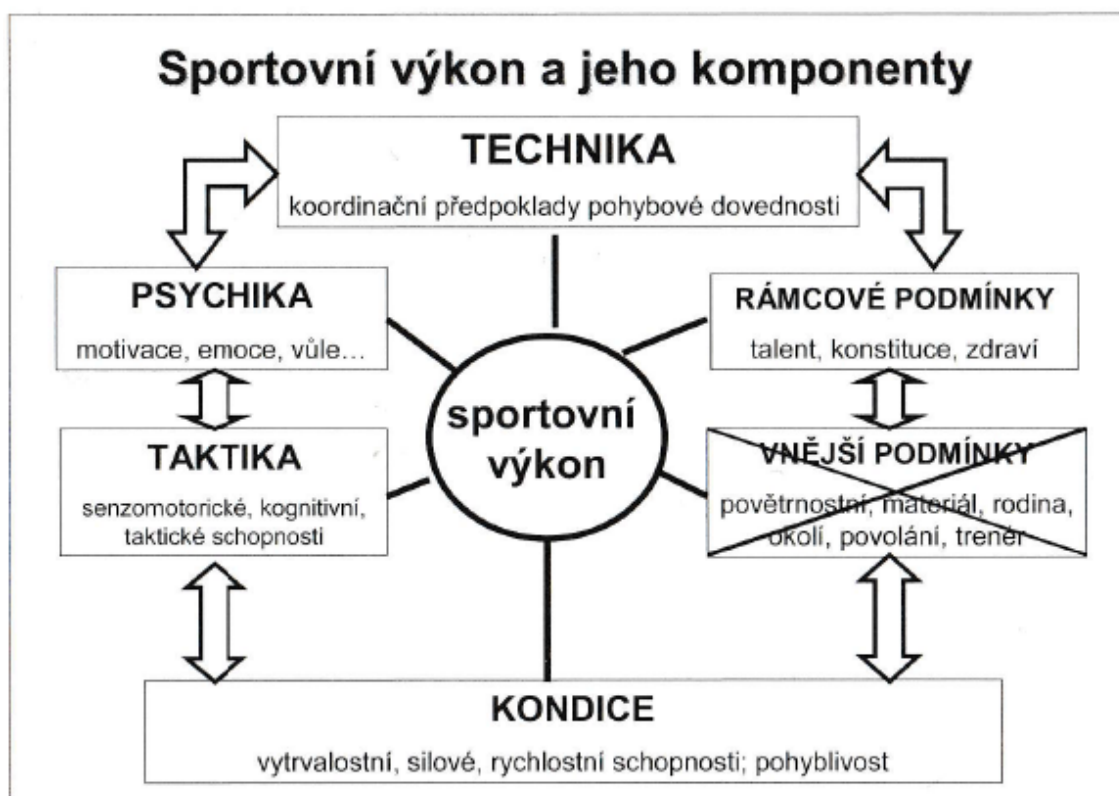 Sportovní výkon a jeho komponenty
TECHNIKA
koordinační předpoklady pohybové dovednosti
PSYCHIKA
motivace, emoce, vůle...
RÁMCOVÉ PODMÍNKY
talent, konstituce, zdraví
sportovní
výkon
TAKTIKA
senzomotorické, kognitivní,
taktické schopnosti
VNĚJŠÍ PODMÍNKY
povětrnostní, materiál, rodina,
okolí, povolání, trenér
KONDICE
vytrvalostní, silové, rychlostní schopnosti; pohyblivost